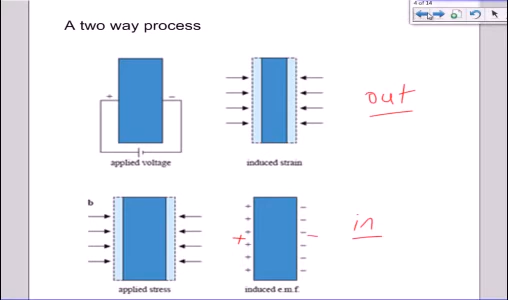 4 of 14
A two way process
+ −
applied voltage
induced strain
out
b
+ + + + + +
− − − − − −
+ −
applied stress
induced e.m.f.
in